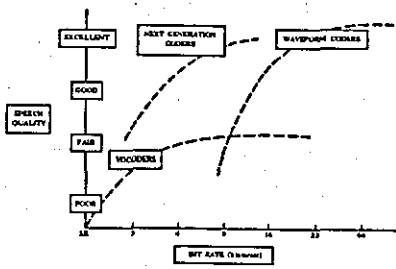 EXCELLENT
NEXT GENERATION
CODERS
WAVEFORM CODERS
GOOD
SPEECH
QUALITY
FAIR
VOCODERS
POOR
2 4 8 16 32 64
BIT RATE